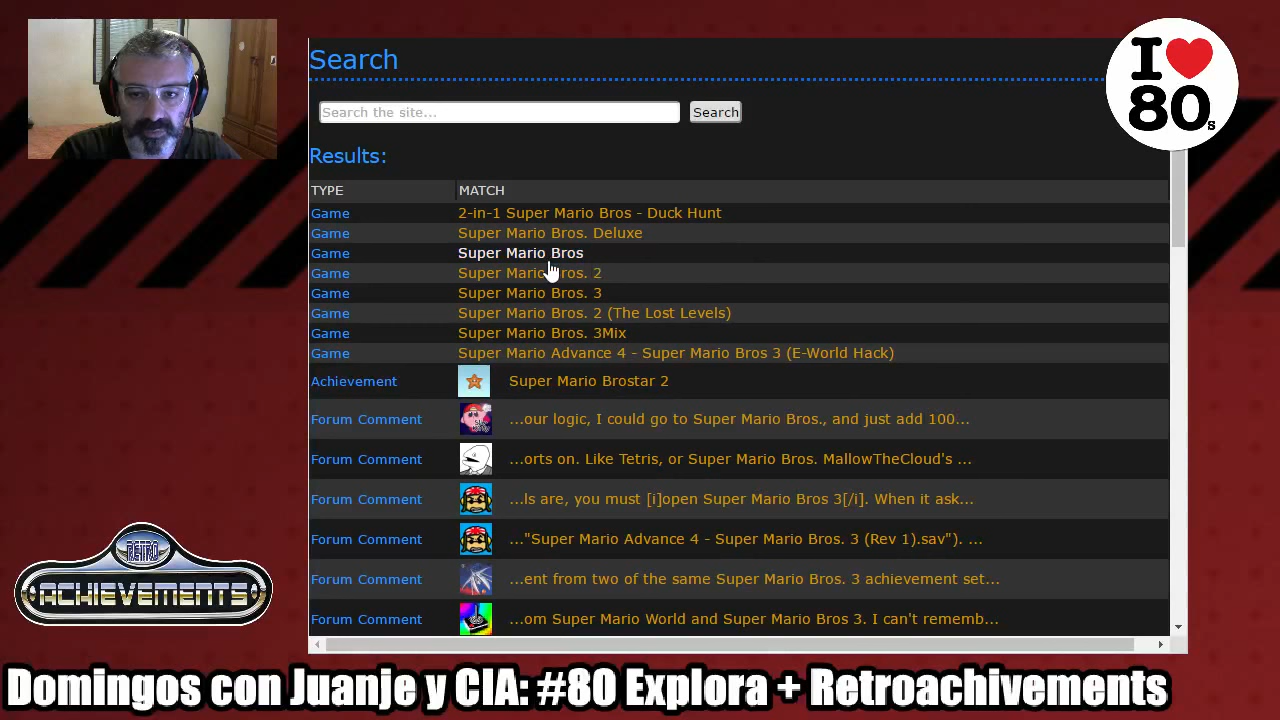 Search
I ❤ 80s
Search the site...
Search
Results:
TYPE MATCH
Game 2-in-1 Super Mario Bros - Duck Hunt
Game Super Mario Bros. Deluxe
Game Super Mario Bros
Game Super Mario Bros. 2
Game Super Mario Bros. 3
Game Super Mario Bros. 2 (The Lost Levels)
Game Super Mario Bros. 3Mix
Game Super Mario Advance 4 - Super Mario Bros 3 (E-World Hack)
Achievement Super Mario Brostar 2
Forum Comment ...our logic, I could go to Super Mario Bros., and just add 100...
Forum Comment ...orts on. Like Tetris, or Super Mario Bros. MallowTheCloud's ...
Forum Comment ...ls are, you must [i]open Super Mario Bros 3[/i]. When it ask...
Forum Comment ..."Super Mario Advance 4 - Super Mario Bros. 3 (Rev 1).sav"). ...
Forum Comment ...ent from two of the same Super Mario Bros. 3 achievement set...
Forum Comment ...om Super Mario World and Super Mario Bros 3. I can't rememb...
RETRO
ACHIEVEMENTS
Domingos con Juanje y CIA: #80 Explora + Retroachivements